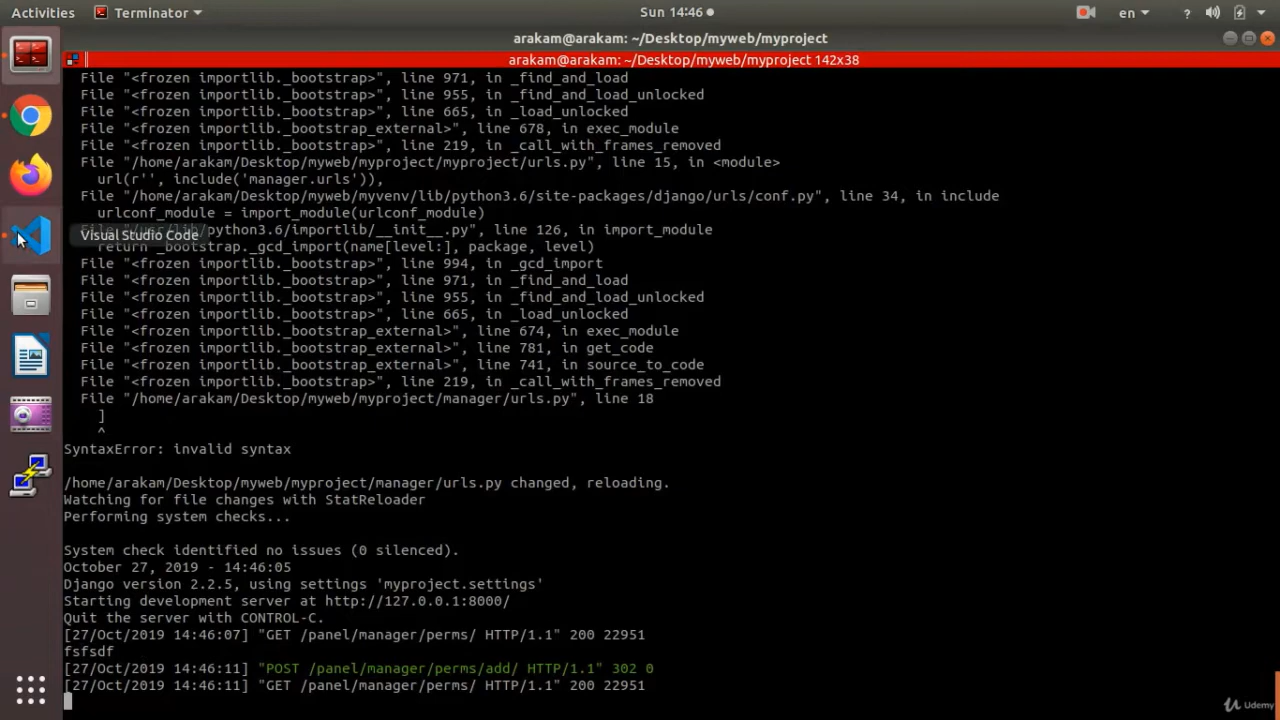 Activities
Terminator
Sun 14:46
en
arakam@arakam: ~/Desktop/myweb/myproject
arakam@arakam: ~/Desktop/myweb/myproject 142x38
File "<frozen importlib._bootstrap>", line 971, in _find_and_load
File "<frozen importlib._bootstrap>", line 955, in _find_and_load_unlocked
File "<frozen importlib._bootstrap>", line 665, in _load_unlocked
File "<frozen importlib._bootstrap_external>", line 678, in exec_module
File "<frozen importlib._bootstrap>", line 219, in _call_with_frames_removed
File "/home/arakam/Desktop/myweb/myproject/myproject/urls.py", line 15, in <module>
url(r'', include('manager.urls')),
File "/home/arakam/Desktop/myweb/myvenv/lib/python3.6/site-packages/django/urls/conf.py", line 34, in include
urlconf_module = import_module(urlconf_module)
File "/usr/lib/python3.6/importlib/__init__.py", line 126, in import_module
Visual Studio Code
return _bootstrap._gcd_import(name[level:], package, level)
File "<frozen importlib._bootstrap>", line 994, in _gcd_import
File "<frozen importlib._bootstrap>", line 971, in _find_and_load
File "<frozen importlib._bootstrap>", line 955, in _find_and_load_unlocked
File "<frozen importlib._bootstrap>", line 665, in _load_unlocked
File "<frozen importlib._bootstrap_external>", line 674, in exec_module
File "<frozen importlib._bootstrap_external>", line 781, in get_code
File "<frozen importlib._bootstrap_external>", line 741, in source_to_code
File "<frozen importlib._bootstrap>", line 219, in _call_with_frames_removed
File "/home/arakam/Desktop/myweb/myproject/manager/urls.py", line 18
]
^
SyntaxError: invalid syntax
/home/arakam/Desktop/myweb/myproject/manager/urls.py changed, reloading.
Watching for file changes with StatReloader
Performing system checks...
System check identified no issues (0 silenced).
October 27, 2019 - 14:46:05
Django version 2.2.5, using settings 'myproject.settings'
Starting development server at http://127.0.0.1:8000/
Quit the server with CONTROL-C.
[27/Oct/2019 14:46:07] "GET /panel/manager/perms/ HTTP/1.1" 200 22951
fsfsdf
[27/Oct/2019 14:46:11] "POST /panel/manager/perms/add/ HTTP/1.1" 302 0
[27/Oct/2019 14:46:11] "GET /panel/manager/perms/ HTTP/1.1" 200 22951
Udemy